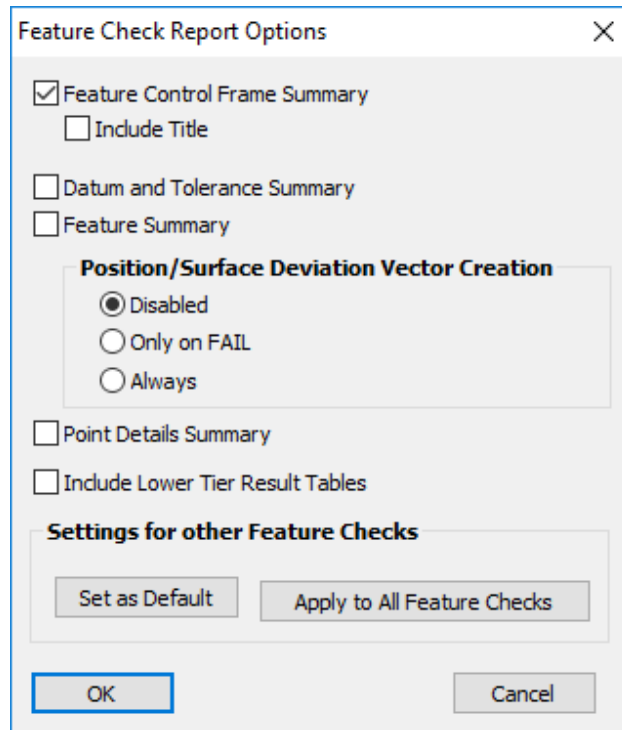 Feature Check Report Options
Feature Control Frame Summary
Include Title
Datum and Tolerance Summary
Feature Summary
Position/Surface Deviation Vector Creation
Disabled
Only on FAIL
Always
Point Details Summary
Include Lower Tier Result Tables
Settings for other Feature Checks
Set as Default Apply to All Feature Checks
OK Cancel